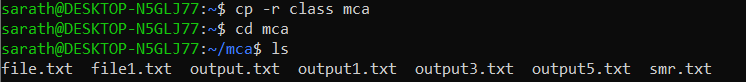 sarath@DESKTOP-N5GLJ77:~$ cp -r class mca
sarath@DESKTOP-N5GLJ77:~$ cd mca
sarath@DESKTOP-N5GLJ77:~/mca$ ls
file.txt  file1.txt  output.txt  output1.txt  output3.txt  output5.txt  smr.txt